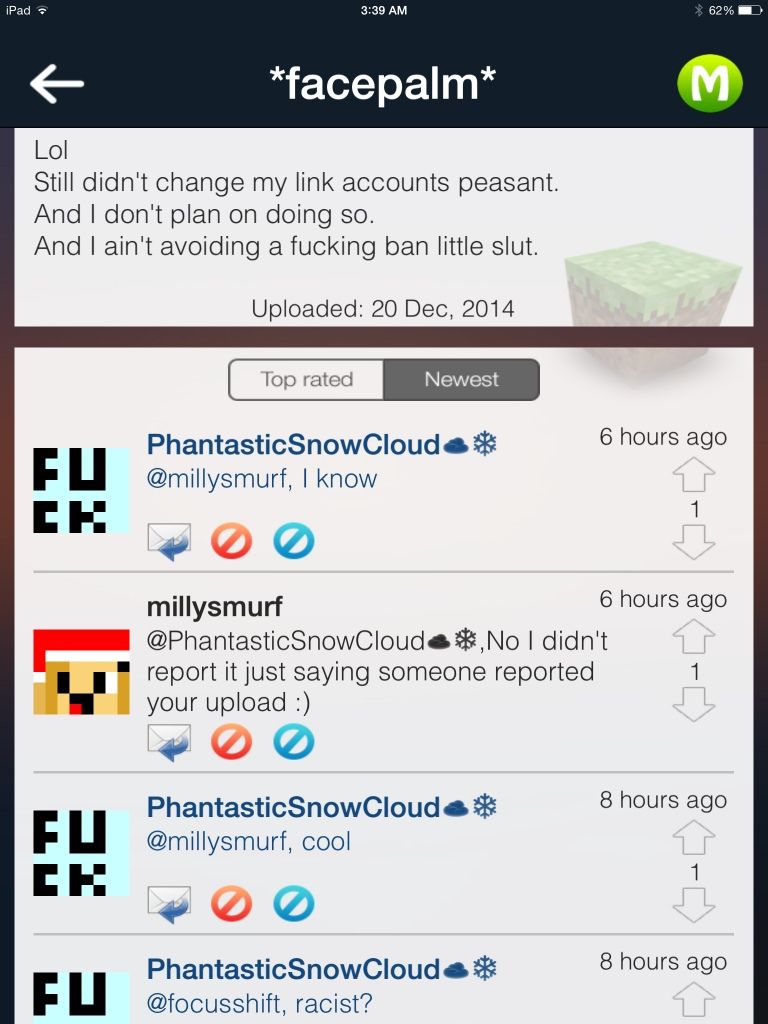 iPad 3:39 AM 62%
*facepalm* M
Lol
Still didn't change my link accounts peasant.
And I don't plan on doing so.
And I ain't avoiding a fucking ban little slut.
Uploaded: 20 Dec, 2014
Top rated Newest
PhantasticSnowCloud☁❄ 6 hours ago
@millysmurf, I know
1
FU
CK
millysmurf 6 hours ago
@PhantasticSnowCloud☁❄,No I didn't
report it just saying someone reported
your upload :)
1
PhantasticSnowCloud☁❄ 8 hours ago
@millysmurf, cool
1
FU
CK
PhantasticSnowCloud☁❄ 8 hours ago
@focusshift, racist?
FU